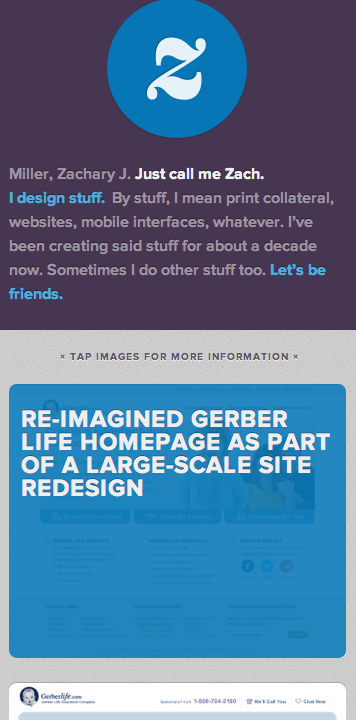 Z
Miller, Zachary J. Just call me Zach.
I design stuff. By stuff, I mean print collateral,
websites, mobile interfaces, whatever. I've
been creating said stuff for about a decade
now. Sometimes I do other stuff too. Let's be
friends.
× TAP IMAGES FOR MORE INFORMATION ×
RE-IMAGINED GERBER
LIFE HOMEPAGE AS PART
OF A LARGE-SCALE SITE
REDESIGN
Gerberlife.com
Gerber Life Insurance Company
Questions? Call 1-800-704-2180 We'll Call You Chat Now